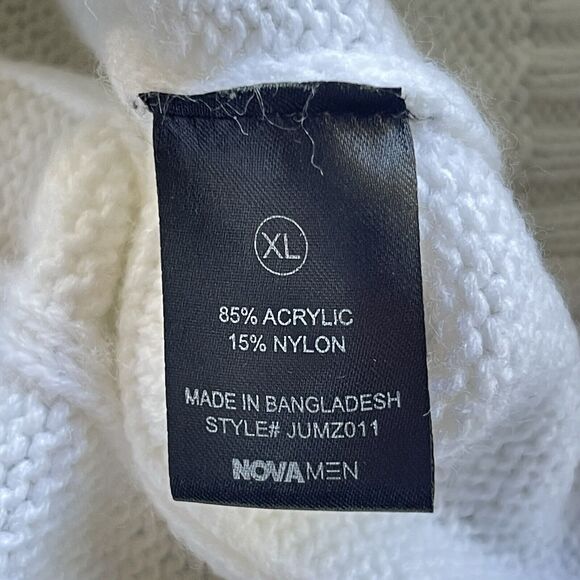 XL
85% ACRYLIC
15% NYLON
MADE IN BANGLADESH
STYLE# JUMZ011
NOVAMEN